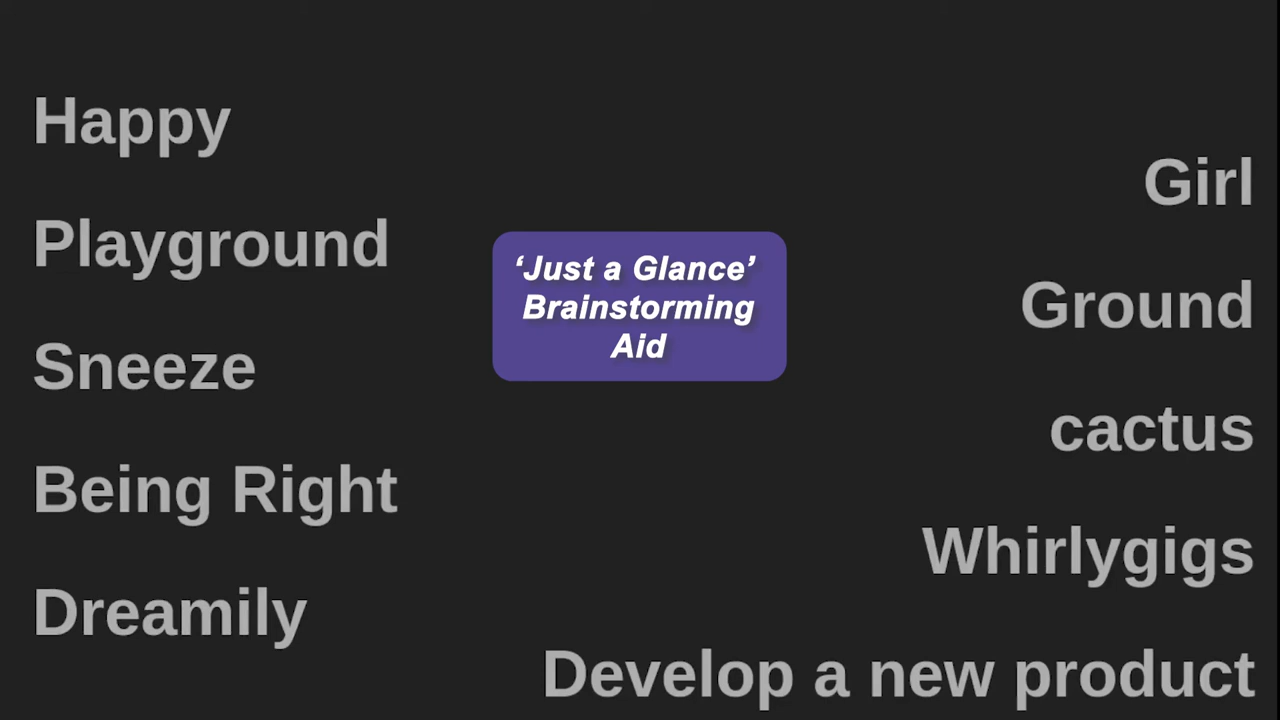 Happy
Girl
Playground
‘Just a Glance’
Brainstorming
Aid
Ground
Sneeze
cactus
Being Right
Whirlygigs
Dreamily
Develop a new product